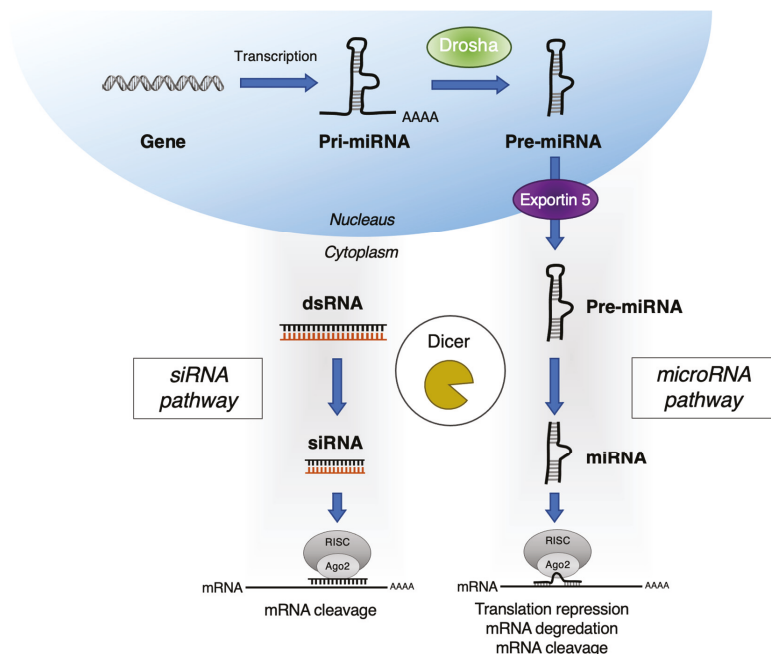 Transcription
Drosha
AAAA
Gene
Pri-miRNA
Pre-miRNA
Exportin 5
Nucleaus
Cytoplasm
dsRNA
Pre-miRNA
Dicer
siRNA
pathway
microRNA
pathway
siRNA
miRNA
RISC
Ago2
mRNA
AAAA
mRNA cleavage
RISC
Ago2
mRNA
AAAA
Translation repression
mRNA degredation
mRNA cleavage